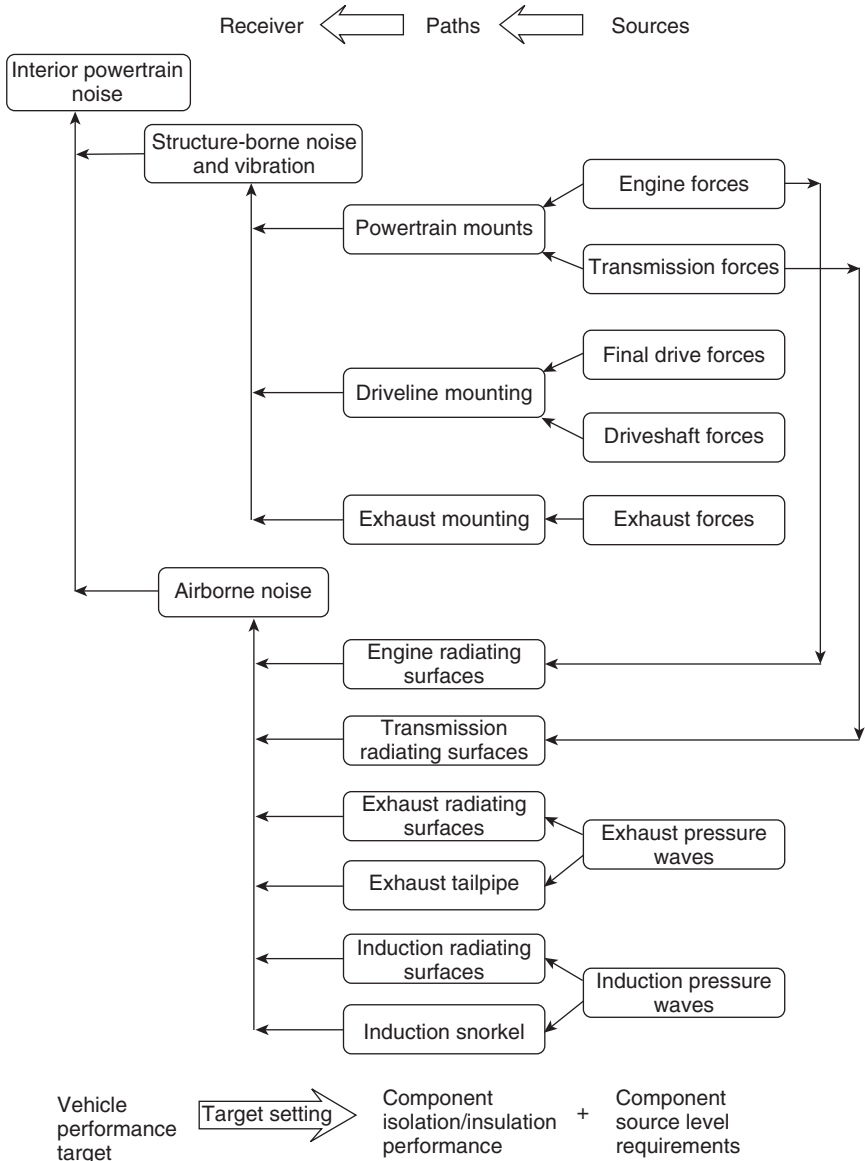 Receiver Paths Sources
Interior powertrain
noise
Structure-borne noise
and vibration
Engine forces
Powertrain mounts
Transmission forces
Final drive forces
Driveline mounting
Driveshaft forces
Exhaust mounting
Exhaust forces
Airborne noise
Engine radiating
surfaces
Transmission
radiating surfaces
Exhaust radiating
surfaces
Exhaust pressure
waves
Exhaust tailpipe
Induction radiating
surfaces
Induction pressure
waves
Induction snorkel
Vehicle
performance
target
Target setting
Component
isolation/insulation
performance
+
Component
source level
requirements